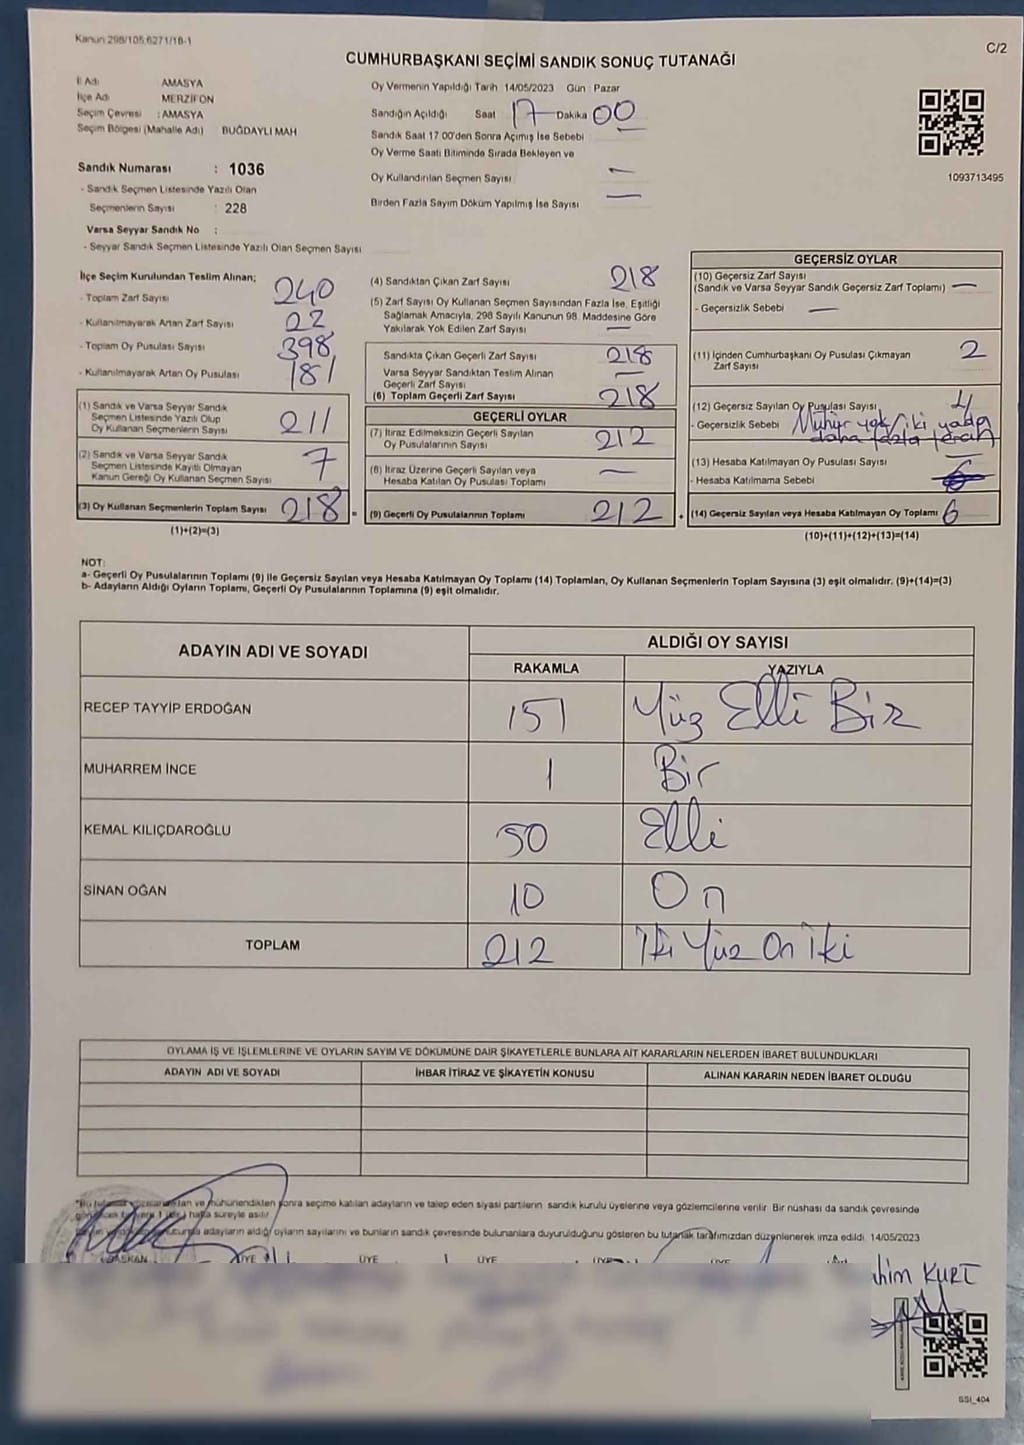 Kanun 298/105,6271/18-1
C/2
CUMHURBAŞKANI SEÇİMİ SANDIK SONUÇ TUTANAĞI
İl Adı : AMASYA
İlçe Adı MERZİFON
Seçim Çevresi : AMASYA
Seçim Bölgesi (Mahalle Adı) BUĞDAYLI MAH
Sandık Numarası : 1036
- Sandık Seçmen Listesinde Yazılı Olan
Seçmenlerin Sayısı : 228
Varsa Seyyar Sandık No :
- Seyyar Sandık Seçmen Listesinde Yazılı Olan Seçmen Sayısı
Oy Vermenin Yapıldığı Tarih 14/05/2023 Gün : Pazar
Sandığın Açıldığı Saat 17 Dakika 00
Sandık Saat 17.00'den Sonra Açımış İse Sebebi
Oy Verme Saati Bitiminde Sırada Bekleyen ve
Oy Kullandırılan Seçmen Sayısı —
Birden Fazla Sayım Döküm Yapılmış İse Sayısı —
1093713495
İlçe Seçim Kurulundan Teslim Alınan;
- Toplam Zarf Sayısı 240
- Kullanılmayarak Artan Zarf Sayısı 22
- Toplam Oy Pusulası Sayısı 398
- Kullanılmayarak Artan Oy Pusulası 181
(1) Sandık ve Varsa Seyyar Sandık
Seçmen Listesinde Yazılı Olup
Oy Kullanan Seçmenlerin Sayısı 211
(2) Sandık ve Varsa Seyyar Sandık
Seçmen Listesinde Kayıtlı Olmayan
Kanun Gereği Oy Kullanan Seçmen Sayısı 7
(3) Oy Kullanan Seçmenlerin Toplam Sayısı 218 =
(1)+(2)=(3)
(4) Sandıktan Çıkan Zarf Sayısı 218
(5) Zarf Sayısı Oy Kullanan Seçmen Sayısından Fazla İse, Eşitliği
Sağlamak Amacıyla, 298 Sayılı Kanunun 98. Maddesine Göre
Yakılarak Yok Edilen Zarf Sayısı —
Sandıkta Çıkan Geçerli Zarf Sayısı 218
Varsa Seyyar Sandıktan Teslim Alınan
Geçerli Zarf Sayısı —
(6) Toplam Geçerli Zarf Sayısı 218
GEÇERLİ OYLAR
(7) İtiraz Edilmeksizin Geçerli Sayılan
Oy Pusulalarının Sayısı 212
(8) İtiraz Üzerine Geçerli Sayılan veya
Hesaba Katılan Oy Pusulası Toplamı —
(9) Geçerli Oy Pusulalarının Toplamı 212 +
GEÇERSİZ OYLAR
(10) Geçersiz Zarf Sayısı
(Sandık ve Varsa Seyyar Sandık Geçersiz Zarf Toplamı) —
- Geçersizlik Sebebi —
(11) İçinden Cumhurbaşkanı Oy Pusulası Çıkmayan
Zarf Sayısı 2
(12) Geçersiz Sayılan Oy Pusulası Sayısı 4
- Geçersizlik Sebebi Mühür yok/iki yada
daha fazla tercih
(13) Hesaba Katılmayan Oy Pusulası Sayısı —
- Hesaba Katılmama Sebebi
(14) Geçersiz Sayılan veya Hesaba Katılmayan Oy Toplamı 6
(10)+(11)+(12)+(13)=(14)
NOT:
a- Geçerli Oy Pusulalarının Toplamı (9) ile Geçersiz Sayılan veya Hesaba Katılmayan Oy Toplamı (14) Toplamları, Oy Kullanan Seçmenlerin Toplam Sayısına (3) eşit olmalıdır. (9)+(14)=(3)
b- Adayların Aldığı Oyların Toplamı, Geçerli Oy Pusulalarının Toplamına (9) eşit olmalıdır.
ADAYIN ADI VE SOYADI ALDIĞI OY SAYISI
RAKAMLA YAZIYLA
RECEP TAYYİP ERDOĞAN 151 Yüz Elli Bir
MUHARREM İNCE 1 Bir
KEMAL KILIÇDAROĞLU 50 Elli
SİNAN OĞAN 10 On
TOPLAM 212 İki Yüz On İki
OYLAMA İŞ VE İŞLEMLERİNE VE OYLARIN SAYIM VE DÖKÜMÜNE DAİR ŞİKAYETLERLE BUNLARA AİT KARARLARIN NELERDEN İBARET BULUNDUKLARI
ADAYIN ADI VE SOYADI İHBAR İTİRAZ VE ŞİKAYETİN KONUSU ALINAN KARARIN NEDEN İBARET OLDUĞU
ve mühürlendikten sonra seçime katılan adayların ve talep eden siyasi partilerin sandık kurulu üyelerine veya gözlemcilerine verilir. Bir nüshası da sandık çevresinde
hafta süreyle asılır.
adayların aldığı oyların sayılarını ve bunların sandık çevresinde bulunanlara duyurulduğunu gösteren bu tutanak tarafımızdan düzenlenerek imza edildi. 14/05/2023
BAŞKAN ÜYE ÜYE ÜYE ÜYE ÜYE
KURT
SSI_404